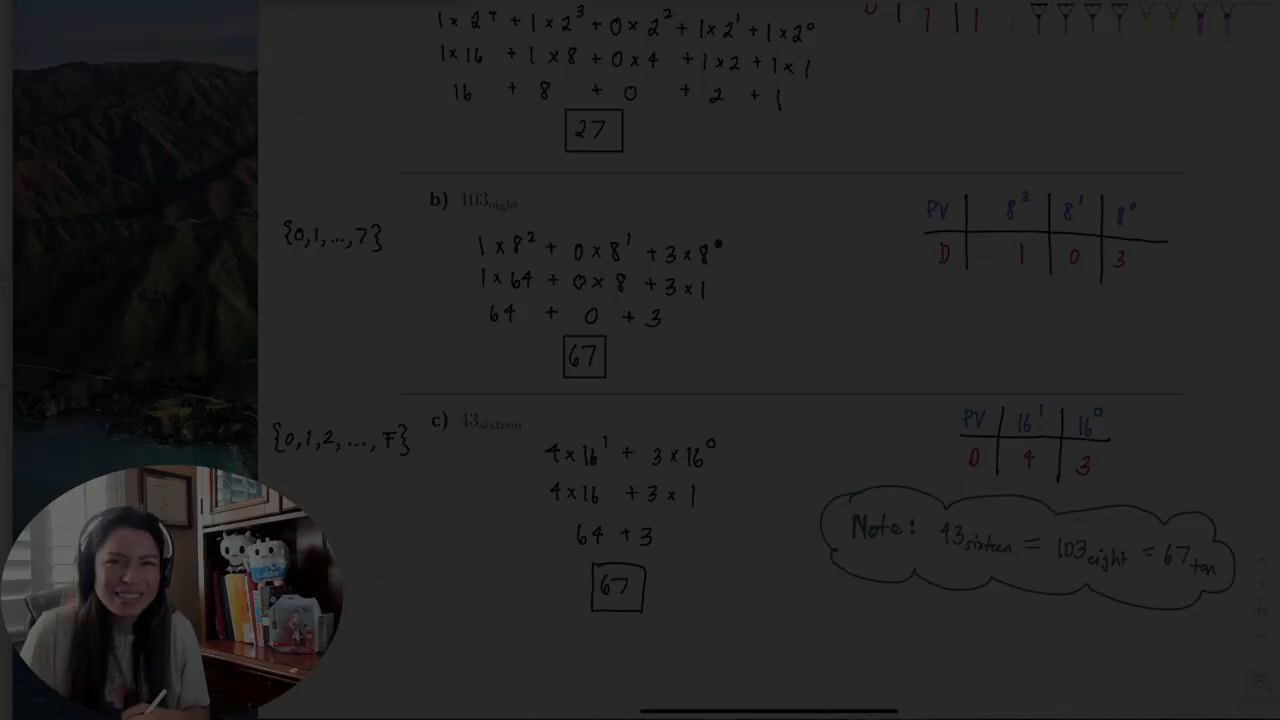 1 × 2⁴ + 1 × 2³ + 0 × 2² + 1 × 2¹ + 1 × 2⁰
1×16 + 1 × 8 + 0 × 4 + 1 × 2 + 1 × 1
16 + 8 + 0 + 2 + 1
27
b) 103eight
PV 8² 8¹ 8⁰
D 1 0 3
{0,1,...,7}
1 × 8² + 0 × 8¹ + 3 × 8⁰
1 × 64 + 0 × 8 + 3 × 1
64 + 0 + 3
67
c) 43sixteen
PV 16¹ 16⁰
D 4 3
{0,1,2,...,F}
4 × 16¹ + 3 × 16⁰
4 × 16 + 3 × 1
64 + 3
67
Note: 43sixteen = 103eight = 67ten